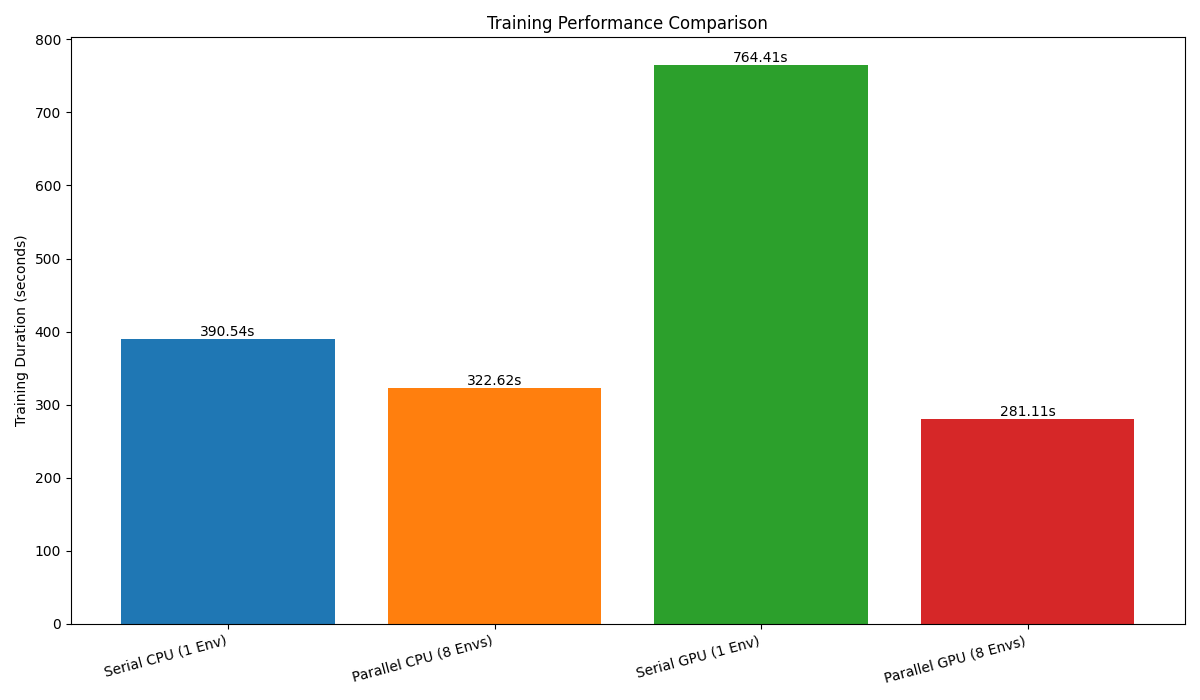 Training Performance Comparison
Training Duration (seconds)
800
700
600
500
400
300
200
100
0
390.54s
322.62s
764.41s
281.11s
Serial CPU (1 Env)
Parallel CPU (8 Envs)
Serial GPU (1 Env)
Parallel GPU (8 Envs)